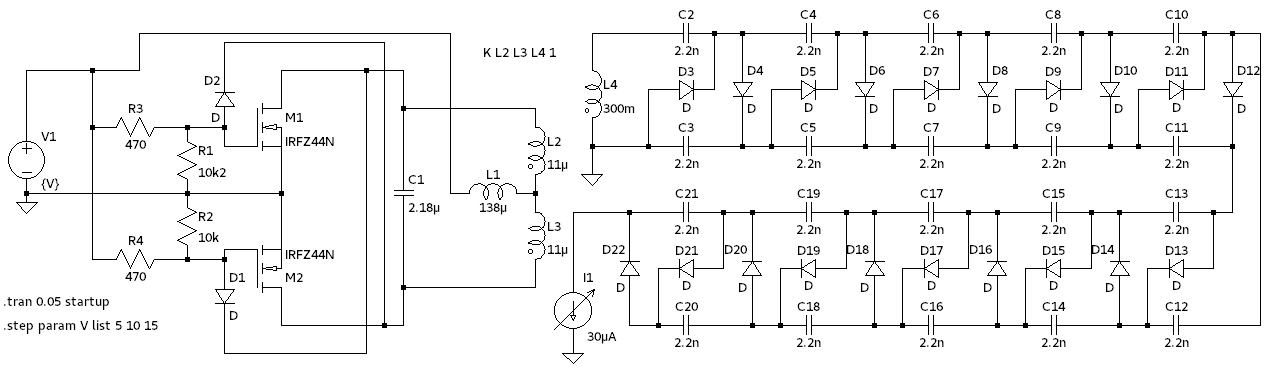 C2
C4
C6
C8
C10
2.2n
2.2n
2.2n
2.2n
2.2n
K L2 L3 L4 1
D2
D
D3
D
D4
D
D5
D
D6
D
D7
D
D8
D
D9
D
D10
D
D11
D
D12
D
L4
300m
R3
470
M1
IRFZ44N
V1
{V}
R1
10k2
L2
11µ
C3
C5
C7
C9
C11
2.2n
2.2n
2.2n
2.2n
2.2n
C1
2.18µ
L1
138µ
C21
C19
C17
C15
C13
2.2n
2.2n
2.2n
2.2n
2.2n
R2
10k
L3
11µ
R4
470
IRFZ44N
M2
D1
D
D22
D
D21
D
D20
D
D19
D
D18
D
D17
D
D16
D
D15
D
D14
D
D13
D
I1
30µA
C20
C18
C16
C14
C12
2.2n
2.2n
2.2n
2.2n
2.2n
.tran 0.05 startup
.step param V list 5 10 15